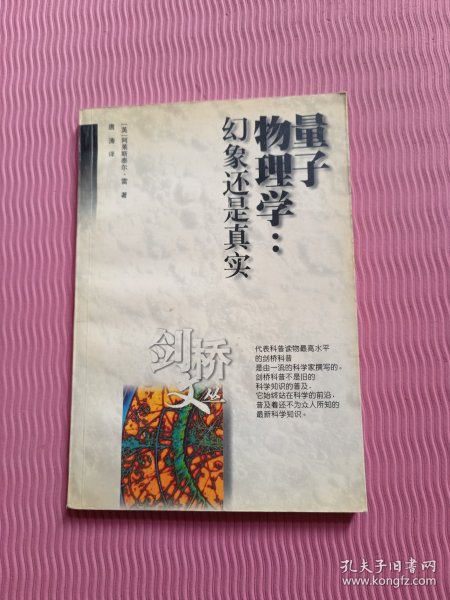 量子
物理学：
幻象还是真实
[英]阿莱斯泰尔·雷 著
唐涛 译
剑桥
文丛
代表科普读物最高水平
的剑桥科普
是由一流的科学家撰写的。
剑桥科普不是旧的
科学知识的普及，
它始终站在科学的前沿，
普及着还不为众人所知的
最新科学知识。
孔夫子旧书网
www.kongfz.com